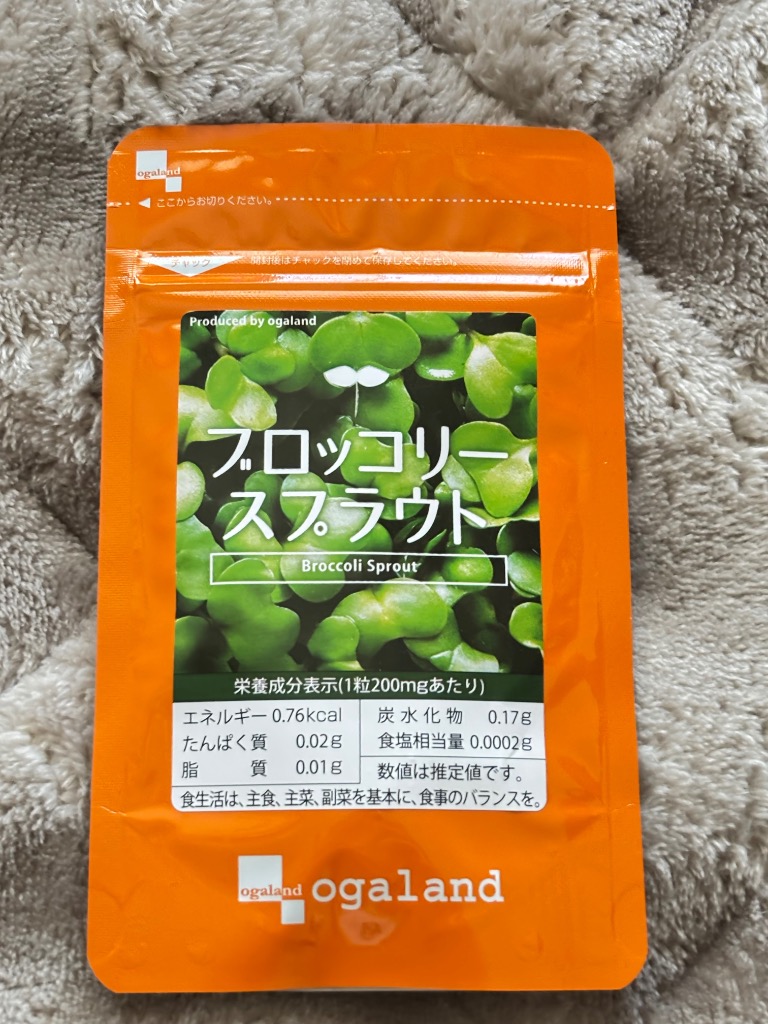 ogaland
◀ ここからお切りください。
チャック
開封後はチャックを閉めて保存してください。
Produced by ogaland
ブロッコリー
スプラウト
Broccoli Sprout
栄養成分表示(1粒200mgあたり)
エネルギー 0.76kcal
たんぱく質 0.02g
脂質 0.01g
炭水化物 0.17g
食塩相当量 0.0002g
数値は推定値です。
食生活は、主食、主菜、副菜を基本に、食事のバランスを。
ogaland ogaland